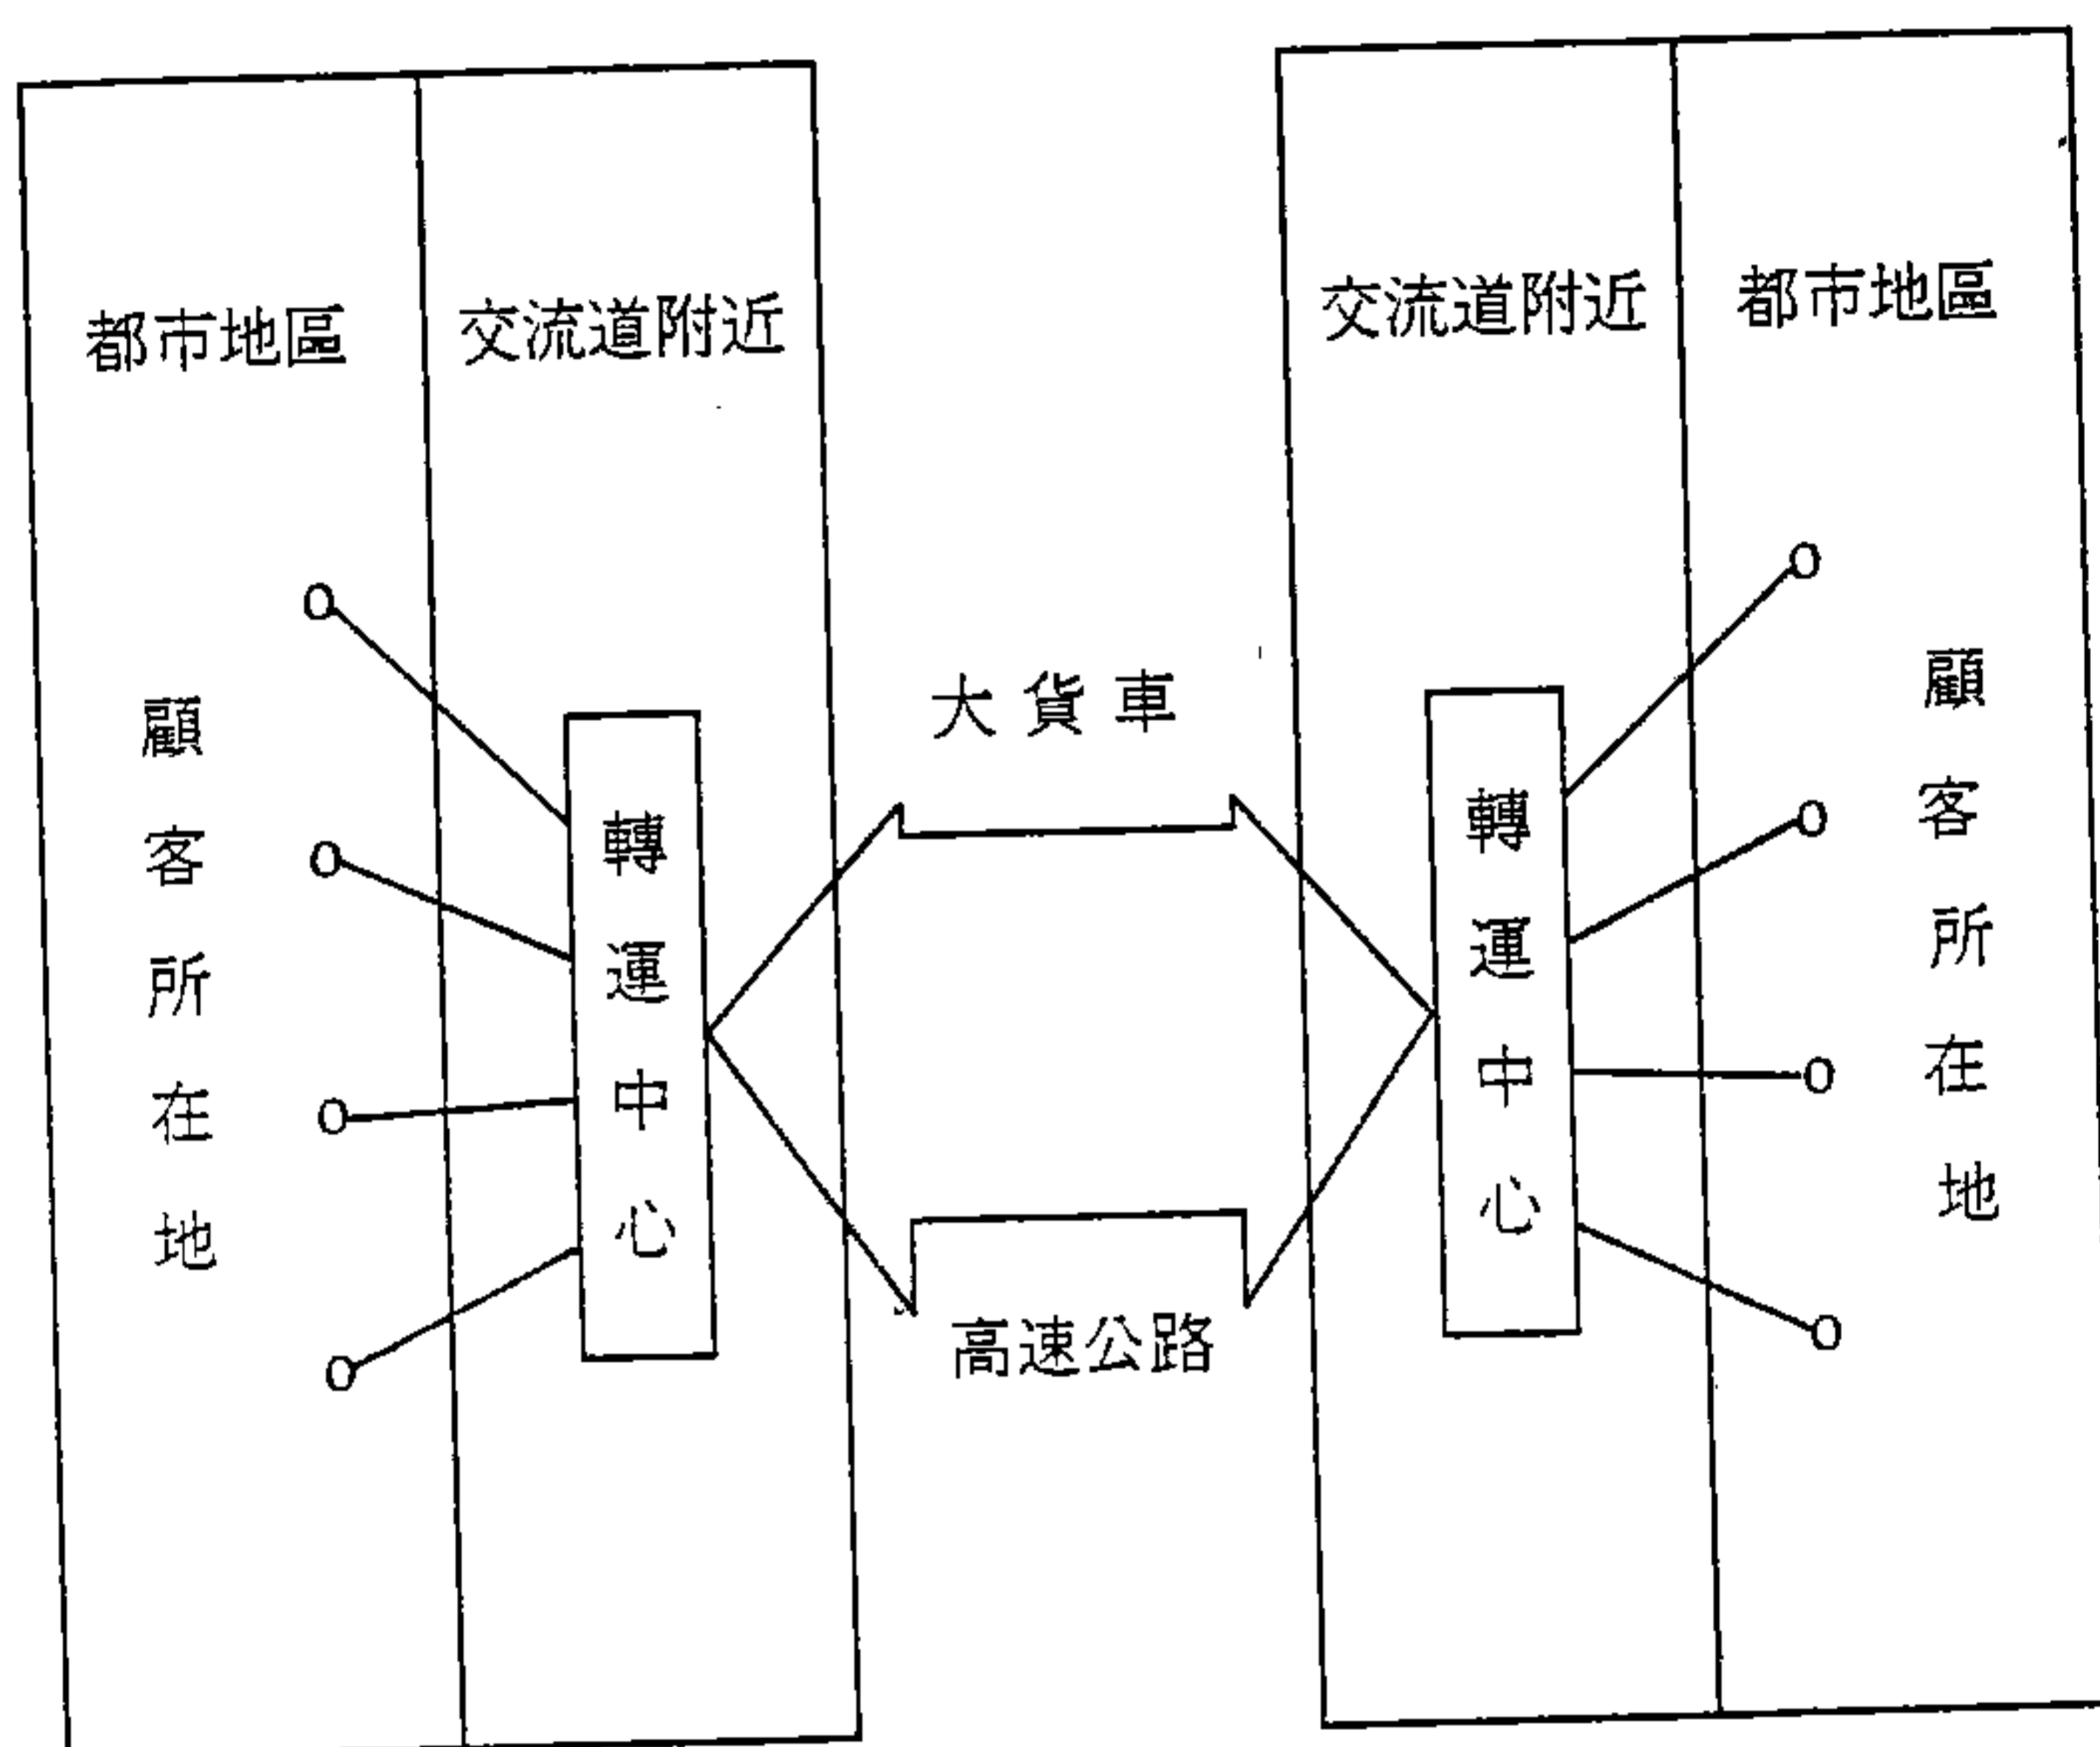 都市地區
交流道附近
交流道附近
都市地區
顧客所在地
轉運中心
大貨車
高速公路
轉運中心
顧客所在地